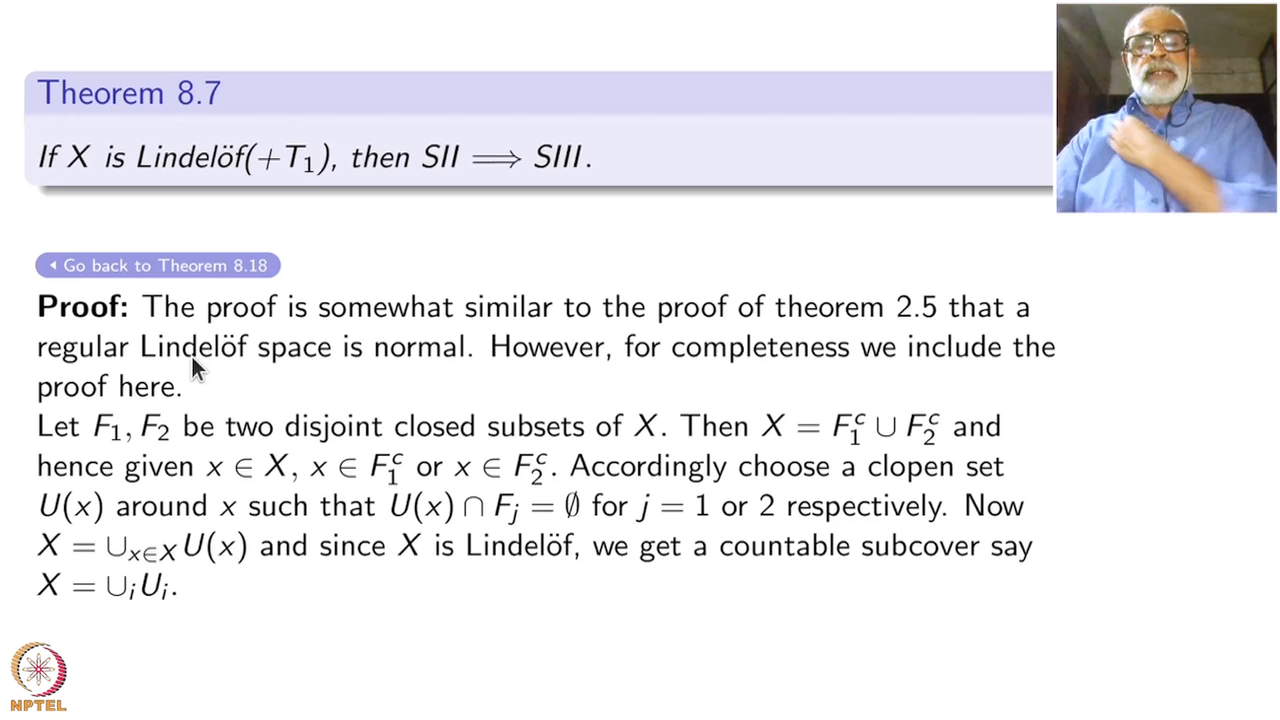 Theorem 8.7
If X is Lindelöf(+T₁), then SII ⟹ SIII.
Go back to Theorem 8.18
Proof: The proof is somewhat similar to the proof of theorem 2.5 that a
regular Lindelöf space is normal. However, for completeness we include the
proof here.
Let F₁, F₂ be two disjoint closed subsets of X. Then X = F₁ᶜ ∪ F₂ᶜ and
hence given x ∈ X, x ∈ F₁ᶜ or x ∈ F₂ᶜ. Accordingly choose a clopen set
U(x) around x such that U(x) ∩ Fⱼ = ∅ for j = 1 or 2 respectively. Now
X = ∪ₓ∈X U(x) and since X is Lindelöf, we get a countable subcover say
X = ∪ᵢUᵢ.
NPTEL